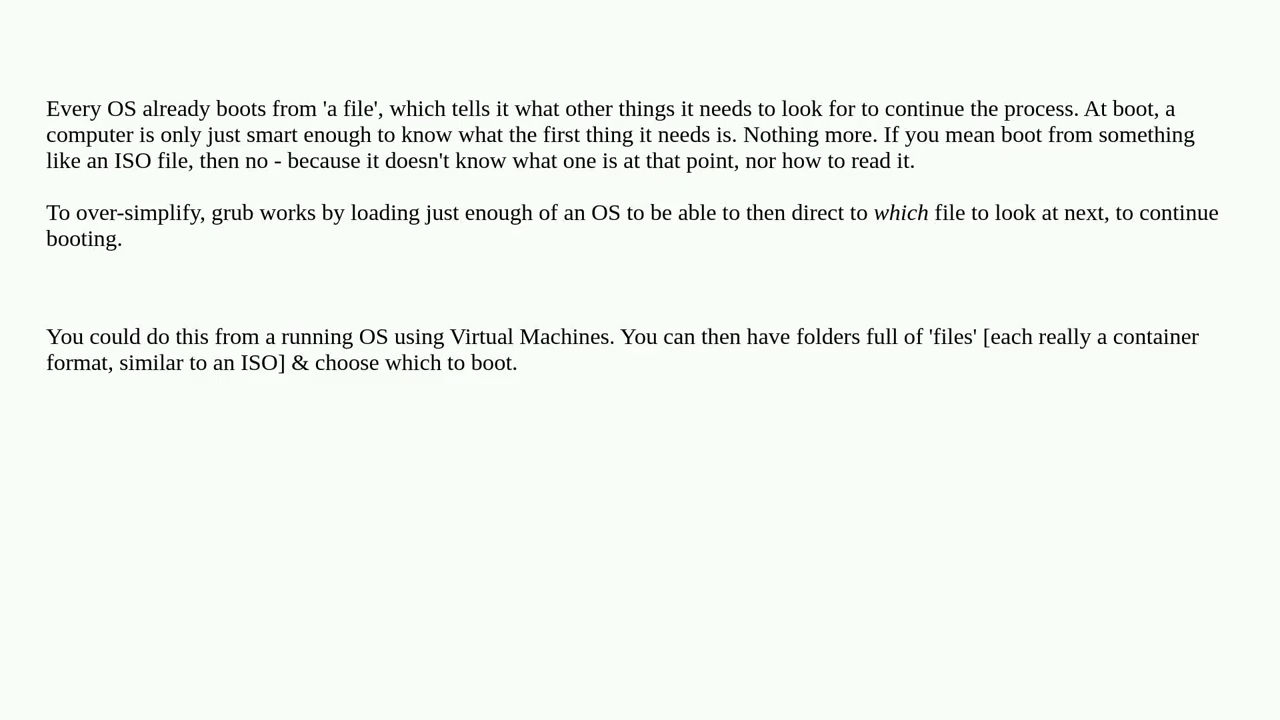 Every OS already boots from 'a file', which tells it what other things it needs to look for to continue the process. At boot, a
computer is only just smart enough to know what the first thing it needs is. Nothing more. If you mean boot from something
like an ISO file, then no - because it doesn't know what one is at that point, nor how to read it.
To over-simplify, grub works by loading just enough of an OS to be able to then direct to which file to look at next, to continue
booting.
You could do this from a running OS using Virtual Machines. You can then have folders full of 'files' [each really a container
format, similar to an ISO] & choose which to boot.